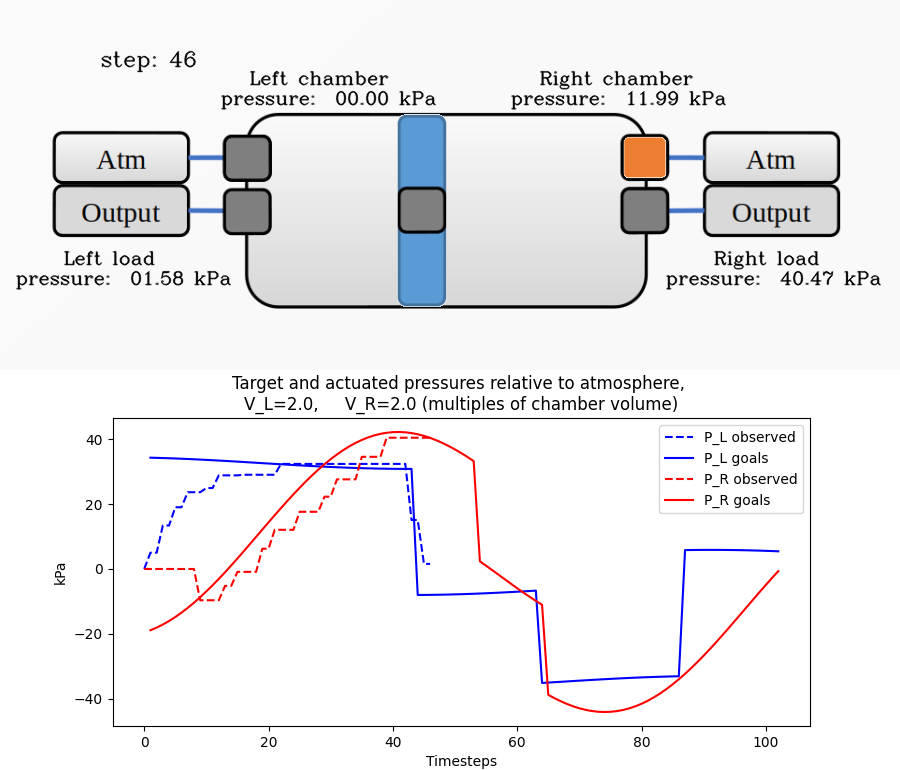 step: 46
Left chamber
pressure: 00.00 kPa
Right chamber
pressure: 11.99 kPa
Atm
Output
Atm
Output
Left load
pressure: 01.58 kPa
Right load
pressure: 40.47 kPa
Target and actuated pressures relative to atmosphere,
V_L=2.0, V_R=2.0 (multiples of chamber volume)
P_L observed
P_L goals
P_R observed
P_R goals
kPa
40
20
0
−20
−40
0 20 40 60 80 100
Timesteps